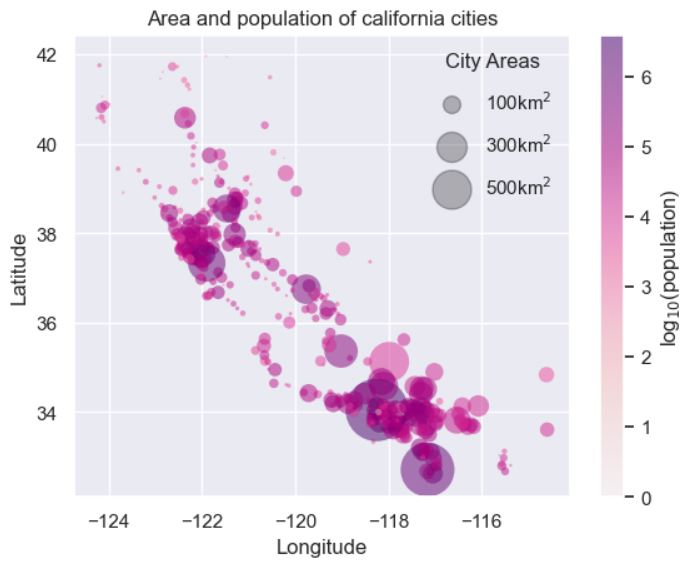 Area and population of california cities
City Areas
100km²
300km²
500km²
42
40
38
36
34
Latitude
−124
−122
−120
−118
−116
Longitude
6
5
4
3
2
1
0
log₁₀(population)